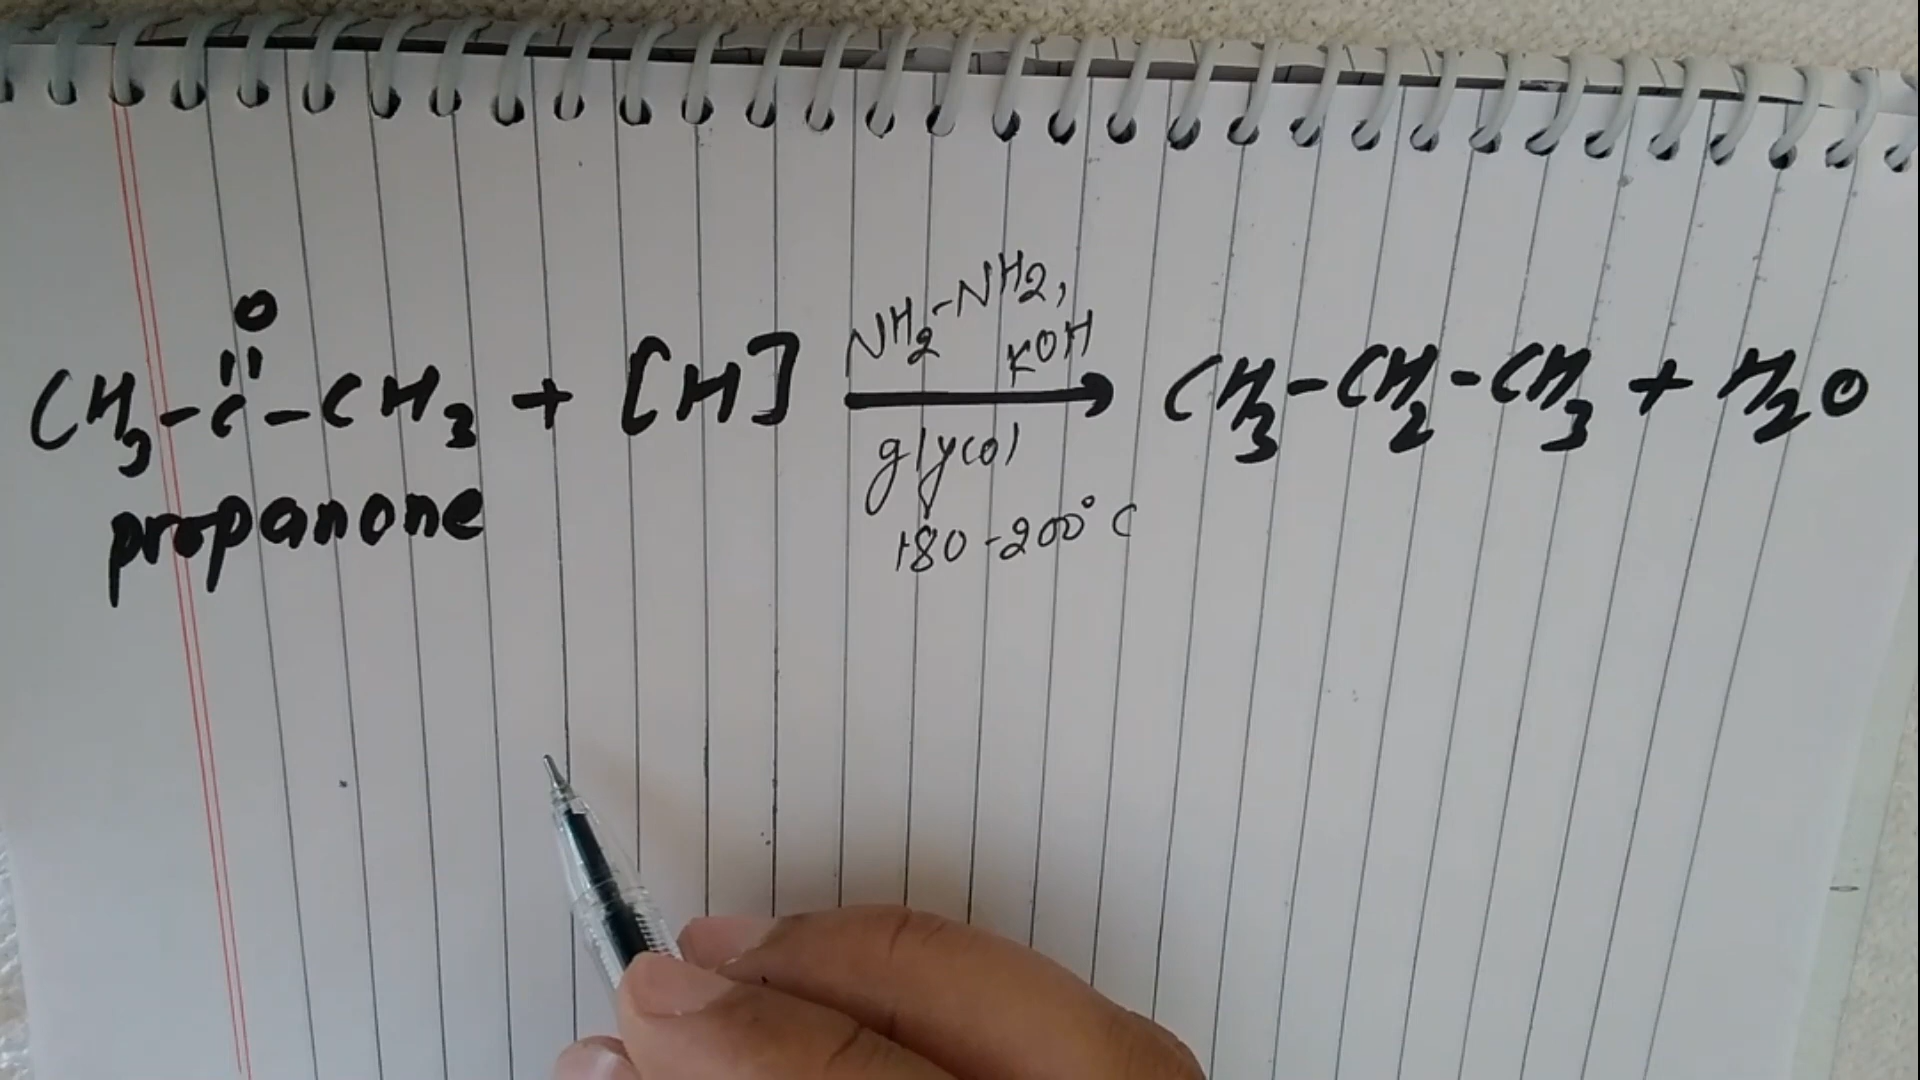 NH2-NH2,
KOH
O
||
CH3-C-CH3 + [H] → CH3-CH2-CH3 + H2O
glycol
propanone
180-200°C